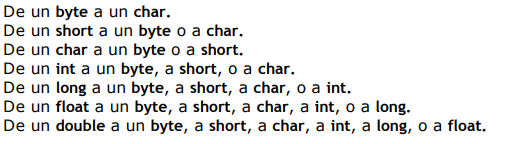 De un byte a un char.
De un short a un byte o a char.
De un char a un byte o a short.
De un int a un byte, a short, o a char.
De un long a un byte, a short, a char, o a int.
De un float a un byte, a short, a char, a int, o a long.
De un double a un byte, a short, a char, a int, a long, o a float.